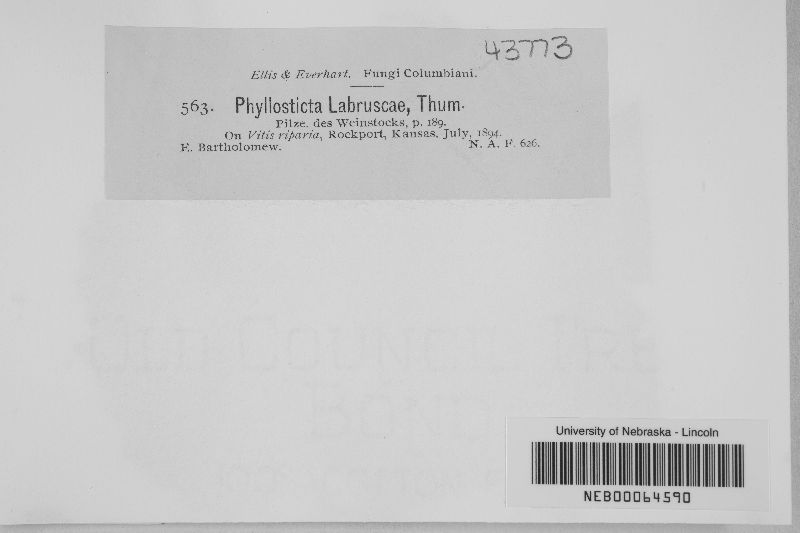 43773
Ellis & Everhart. Fungi Columbiani.
563. Phyllosticta Labruscae, Thum.
Pilze. des Weinstocks, p. 189.
On Vitis riparia, Rockport, Kansas. July, 1894.
E. Bartholomew. N. A. F. 626.
University of Nebraska - Lincoln
NEB00064590